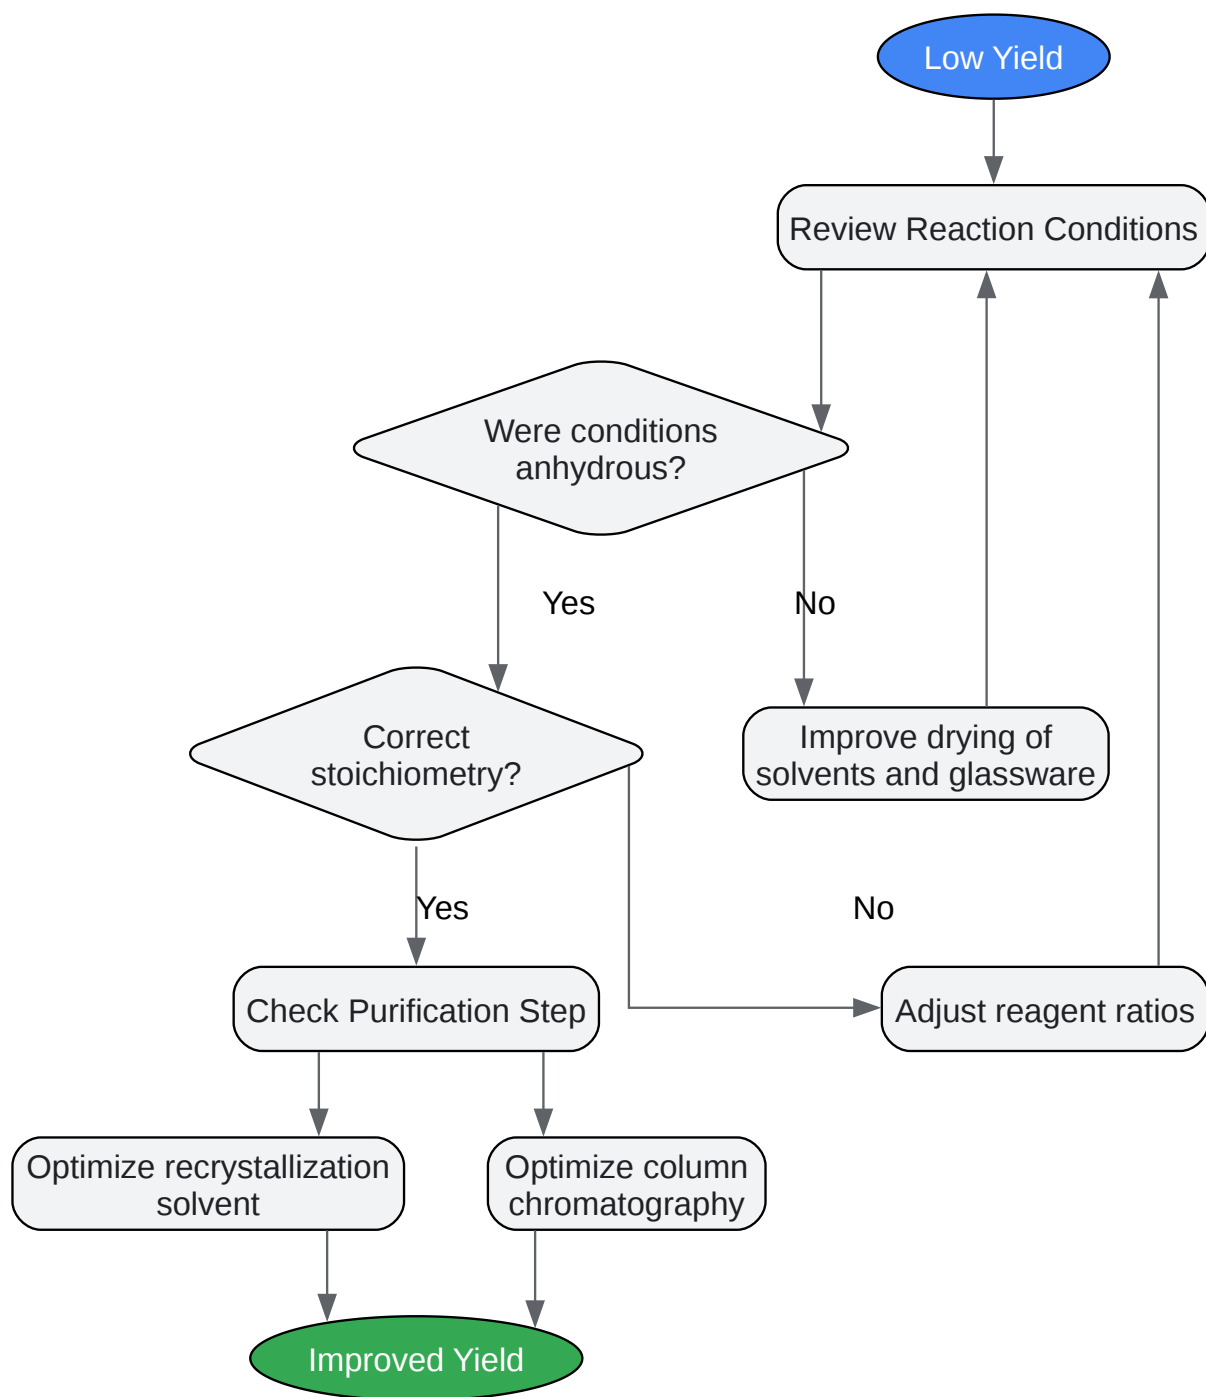 Low Yield
Review Reaction Conditions
Were conditions
anhydrous?
Yes
No
Correct
stoichiometry?
Improve drying of
solvents and glassware
Yes
No
Check Purification Step
Adjust reagent ratios
Optimize recrystallization
solvent
Optimize column
chromatography
Improved Yield